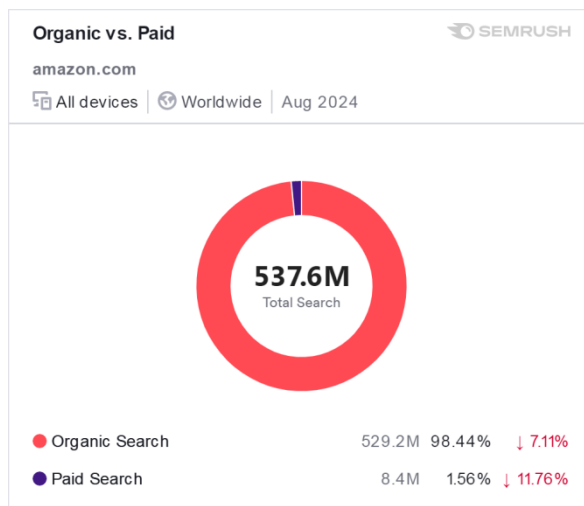 Organic vs. Paid
SEMRUSH
amazon.com
All devices Worldwide Aug 2024
537.6M
Total Search
Organic Search 529.2M 98.44% ↓ 7.11%
Paid Search 8.4M 1.56% ↓ 11.76%